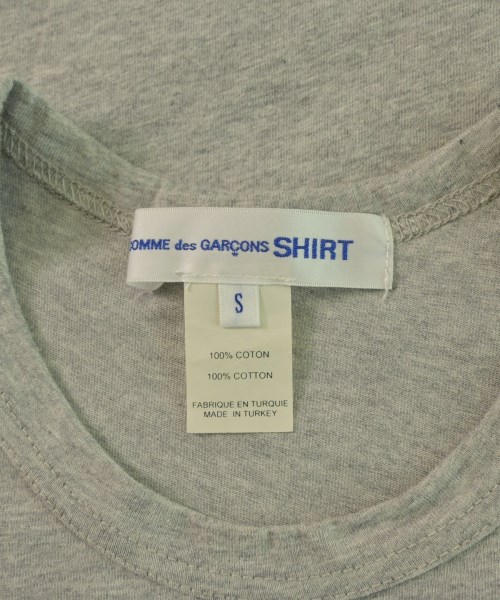 COMME des GARÇONS SHIRT
S
100% COTON
100% COTTON
FABRIQUE EN TURQUIE
MADE IN TURKEY